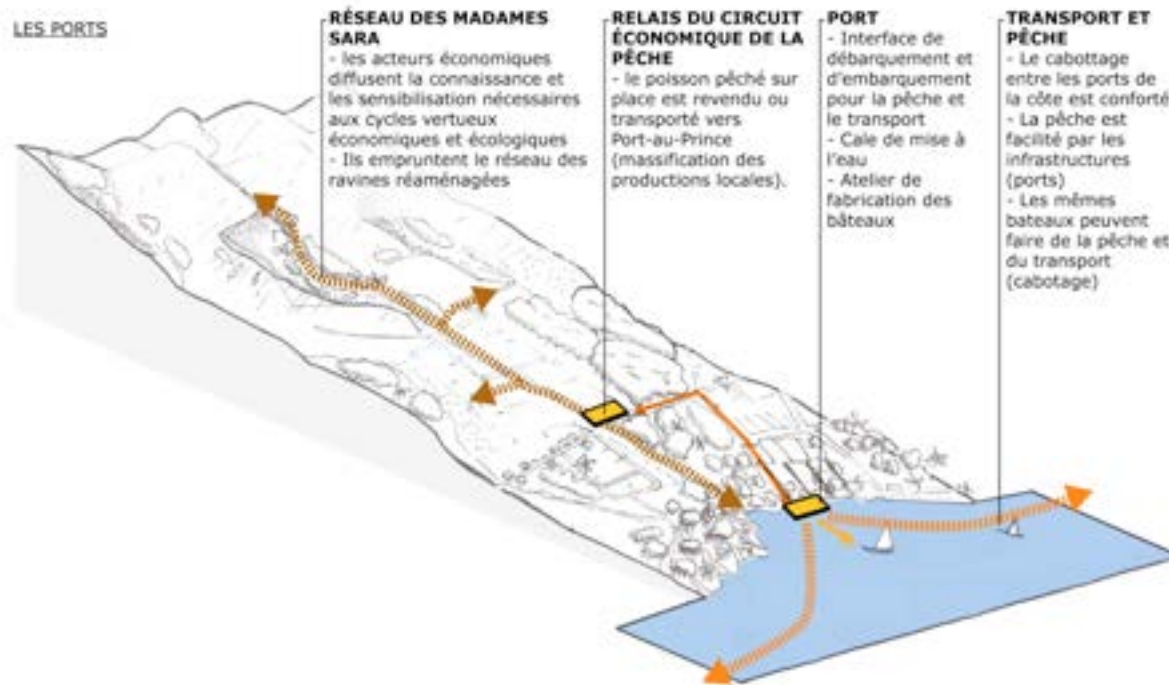 LES PORTS
RÉSEAU DES MADAMES
SARA
- les acteurs économiques
diffusent la connaissance et
les sensibilisation nécessaires
aux cycles vertueux
économiques et écologiques
- Ils empruntent le réseau des
ravines réaménagées
RELAIS DU CIRCUIT
ÉCONOMIQUE DE LA
PÊCHE
- le poisson pêché sur
place est revendu ou
transporté vers
Port-au-Prince
(massification des
productions locales).
PORT
- Interface de
débarquement et
d'embarquement
pour la pêche et
le transport
- Cale de mise à
l'eau
- Atelier de
fabrication des
bâteaux
TRANSPORT ET
PÊCHE
- Le cabottage
entre les ports de
la côte est conforté
- La pêche est
facilité par les
infrastructures
(ports)
- Les mêmes
bateaux peuvent
faire de la pêche et
du transport
(cabotage)